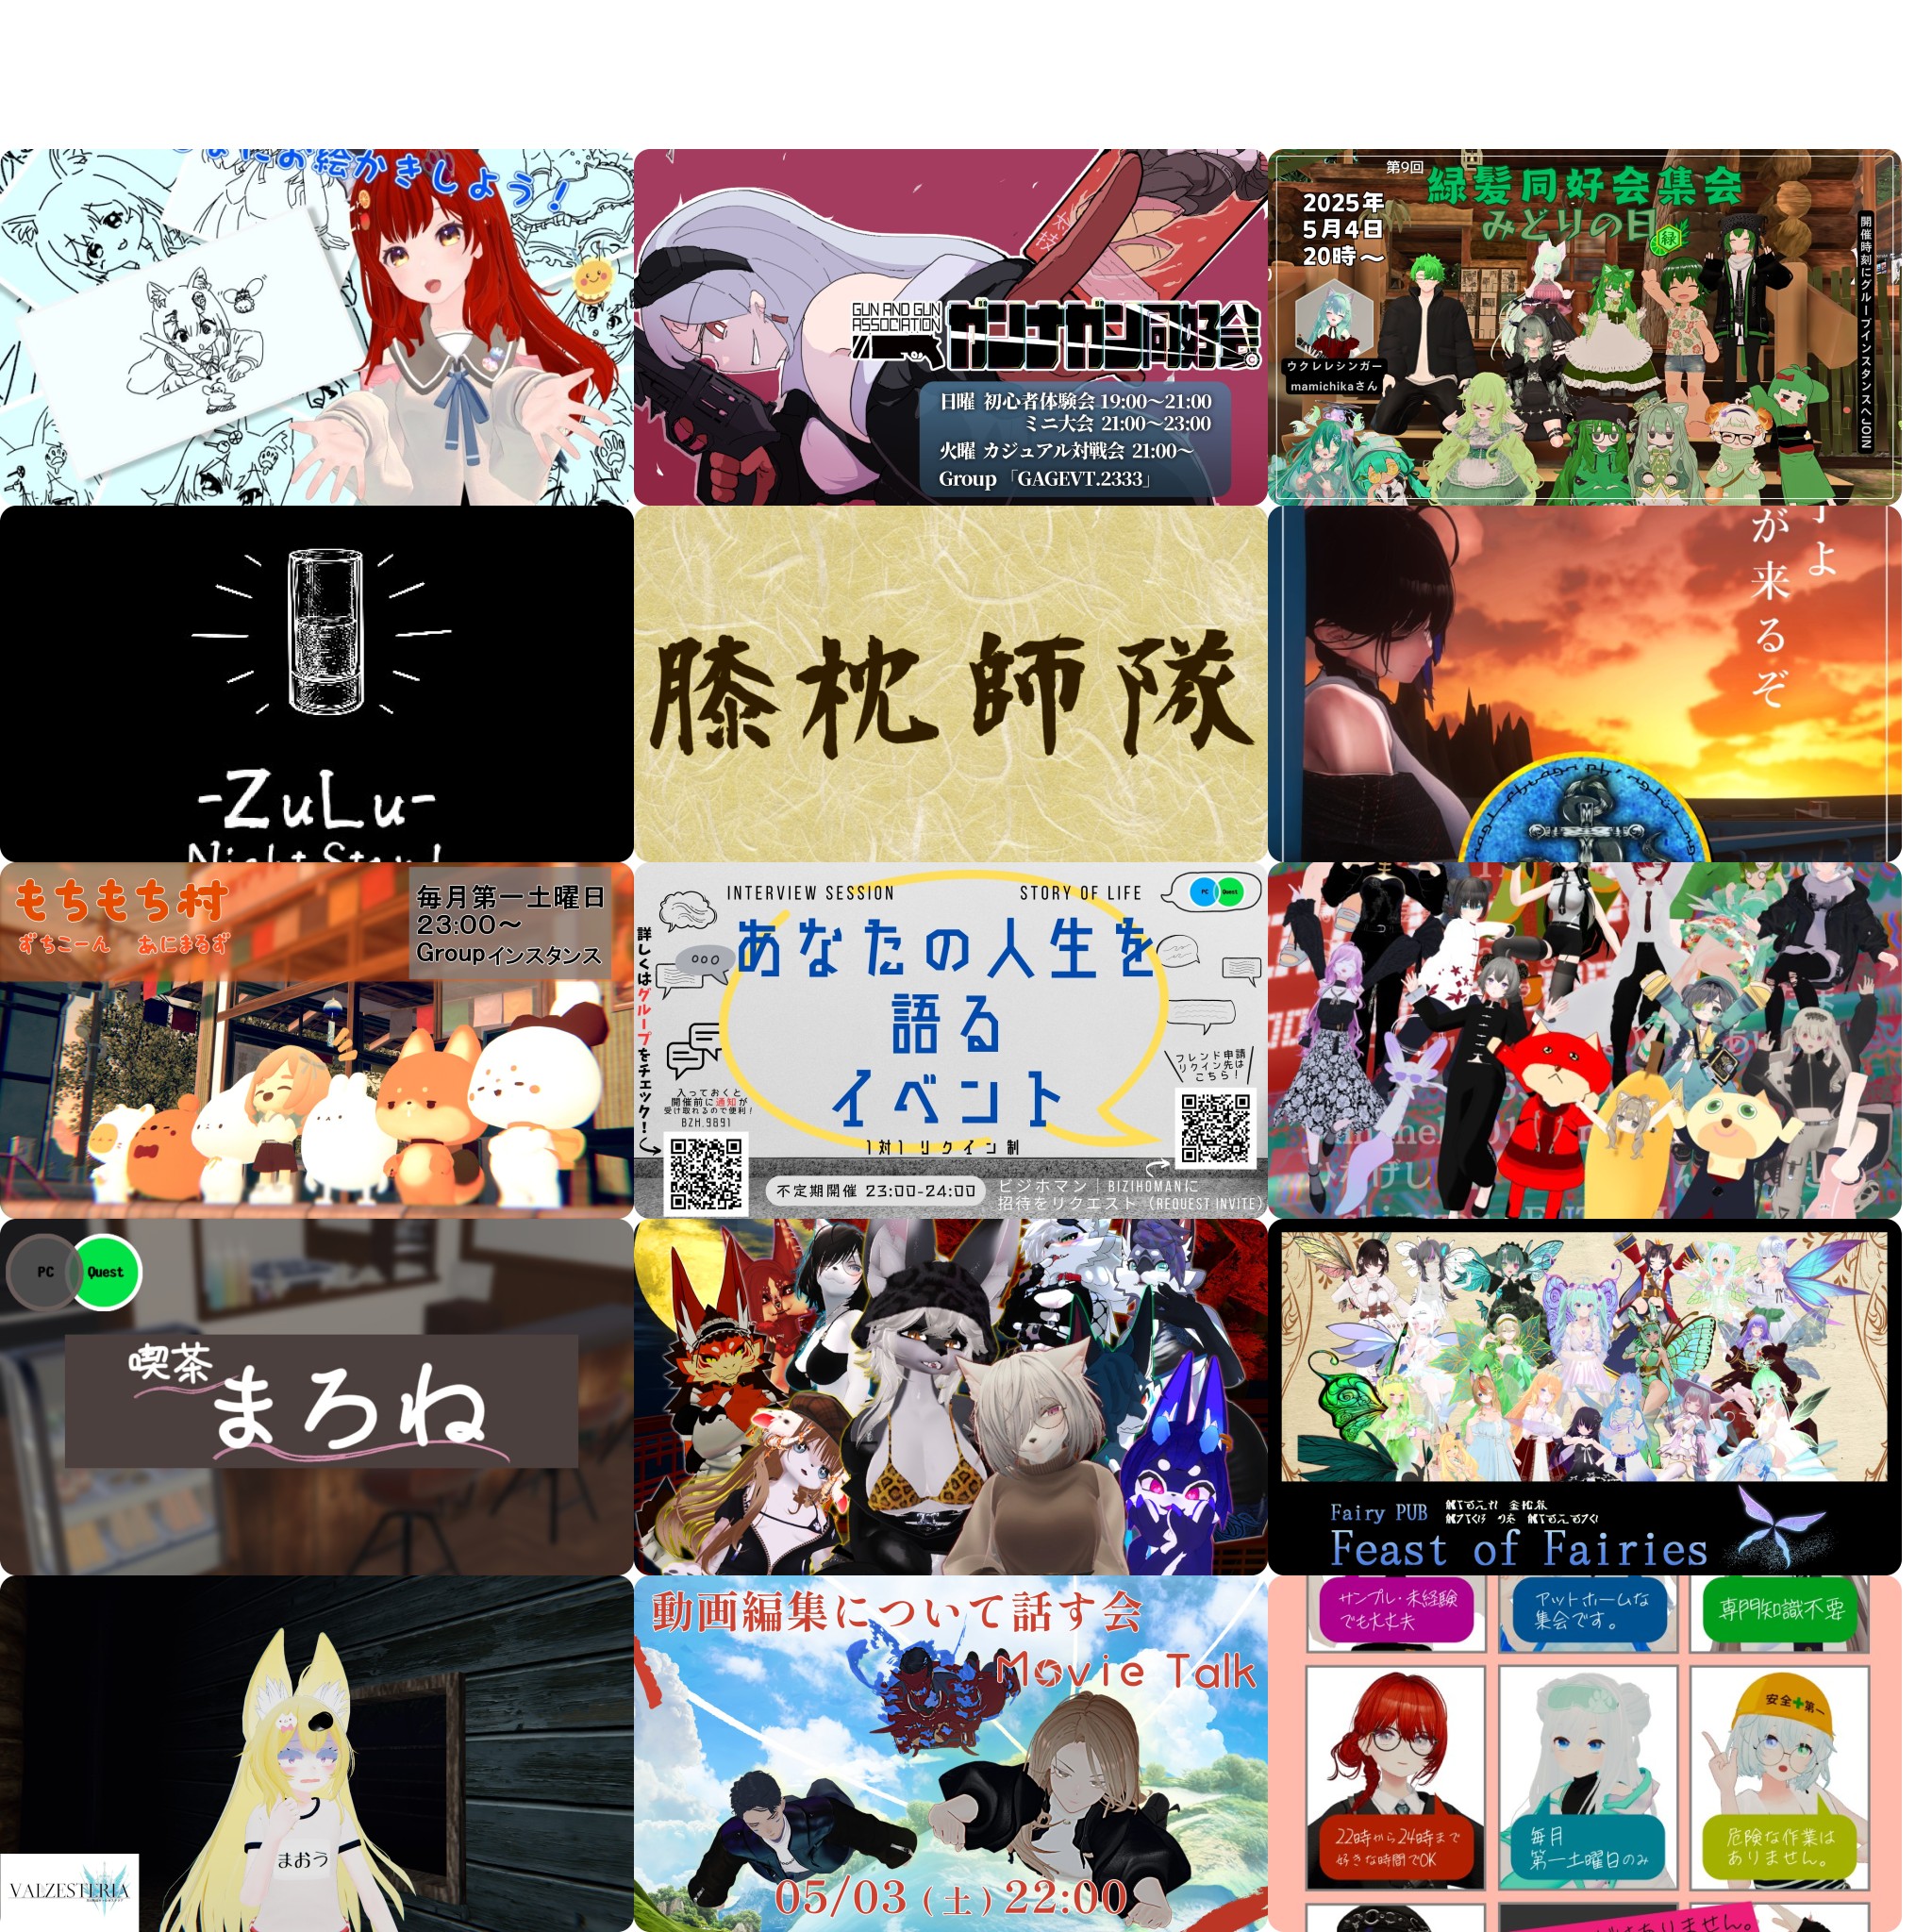 お絵かきしよう!
GUN AND GUN
ASSOCIATION
ガンナガン同好会
日曜 初心者体験会 19:00〜21:00
ミニ大会 21:00〜23:00
火曜 カジュアル対戦会 21:00〜
Group「GAGEVT.2333」
第9回
緑髪同好会集会
みどりの日
緑
2025年
5月4日
20時〜
ウクレレシンガー
mamichikaさん
開催時刻にグループインスタンスへJOIN
-ZuLu-
Night Stand
膝枕師隊
よ
が来るぞ
もちもち村
ずちこーん あにまるず
毎月第一土曜日
23:00〜
Groupインスタンス
INTERVIEW SESSION
STORY OF LIFE
PC Quest
あなたの人生を
語る
イベント
1対1 リクイン制
詳しくはグループをチェック!
入っておくと
開催前に通知が
受け取れるので便利!
BZH.9891
フレンド申請
リクイン先は
こちら!
不定期開催 23:00-24:00
ビジホマン|BIZIHOMANに
招待をリクエスト (REQUEST INVITE)
PC Quest
喫茶
まろね
Fairy PUB
Feast of Fairies
まおう
VALZESTERIA
動画編集について話す会
Movie Talk
05/03 (土) 22:00
サンプル・未経験
でも大丈夫
アットホームな
集会です。
専門知識不要
安全+第一
22時から24時まで
好きな時間でOK
毎月
第一土曜日のみ
危険な作業は
ありません。
はありません。